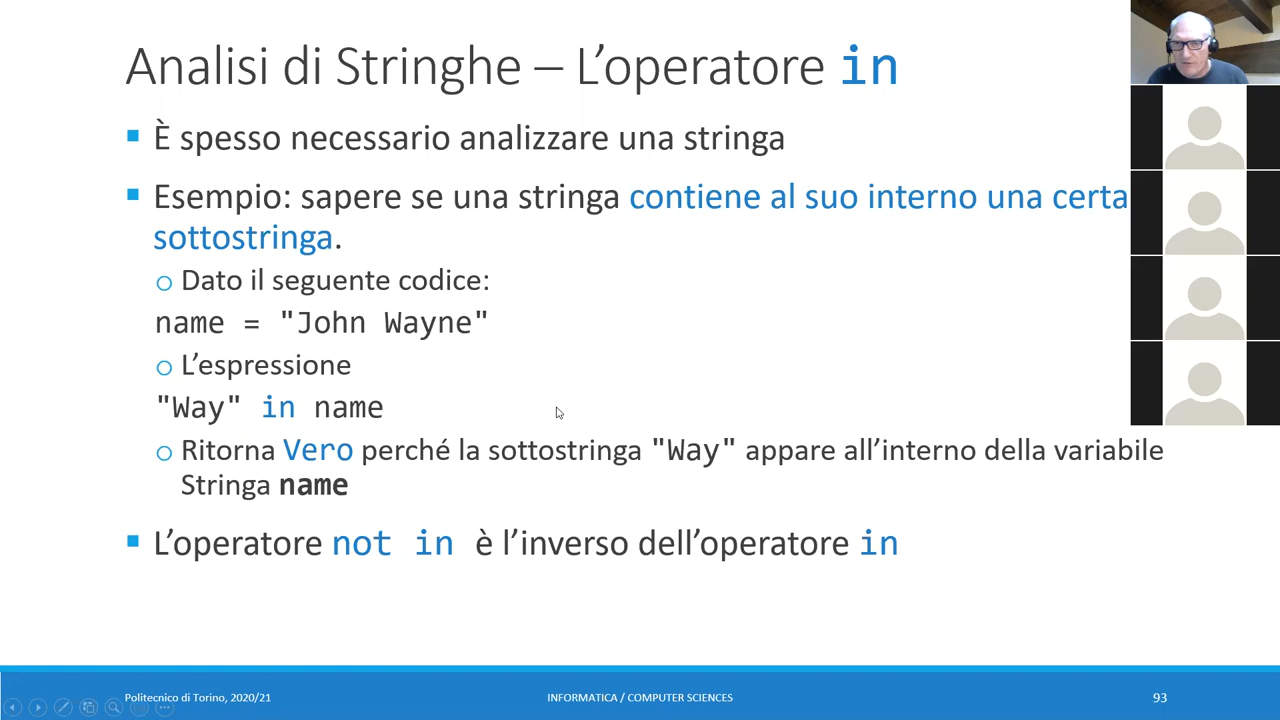 Analisi di Stringhe – L’operatore in
È spesso necessario analizzare una stringa
Esempio: sapere se una stringa contiene al suo interno una certa
sottostringa.
Dato il seguente codice:
name = "John Wayne"
L’espressione
"Way" in name
Ritorna Vero perché la sottostringa "Way" appare all’interno della variabile
Stringa name
L’operatore not in è l’inverso dell’operatore in
Politecnico di Torino, 2020/21
INFORMATICA / COMPUTER SCIENCES
93